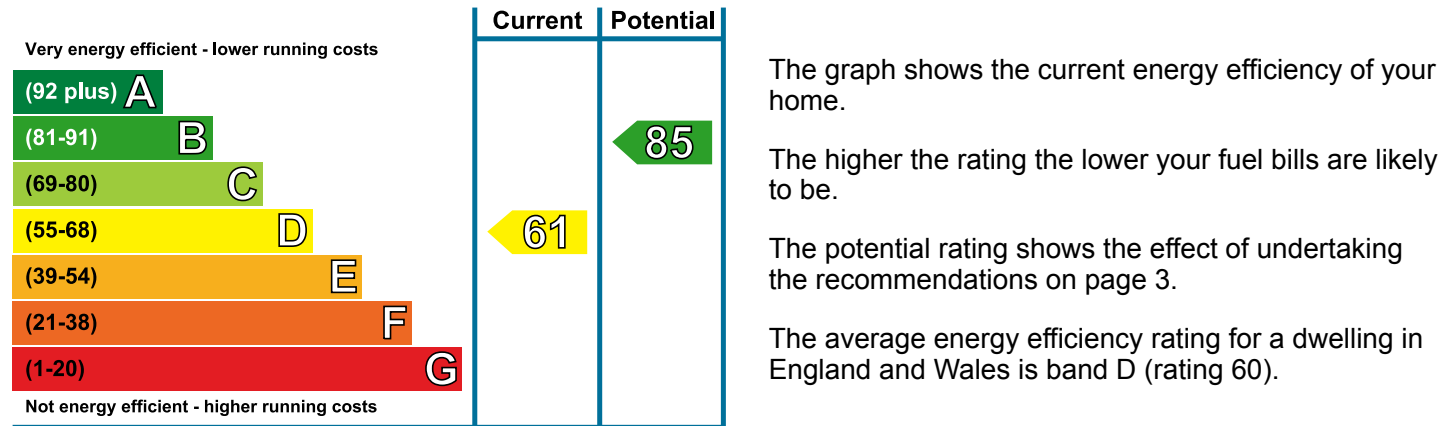 Current Potential
Very energy efficient - lower running costs
(92 plus) A
(81-91) B
85
(69-80) C
(55-68) D
61
(39-54) E
(21-38) F
(1-20) G
Not energy efficient - higher running costs
The graph shows the current energy efficiency of your
home.
The higher the rating the lower your fuel bills are likely
to be.
The potential rating shows the effect of undertaking
the recommendations on page 3.
The average energy efficiency rating for a dwelling in
England and Wales is band D (rating 60).